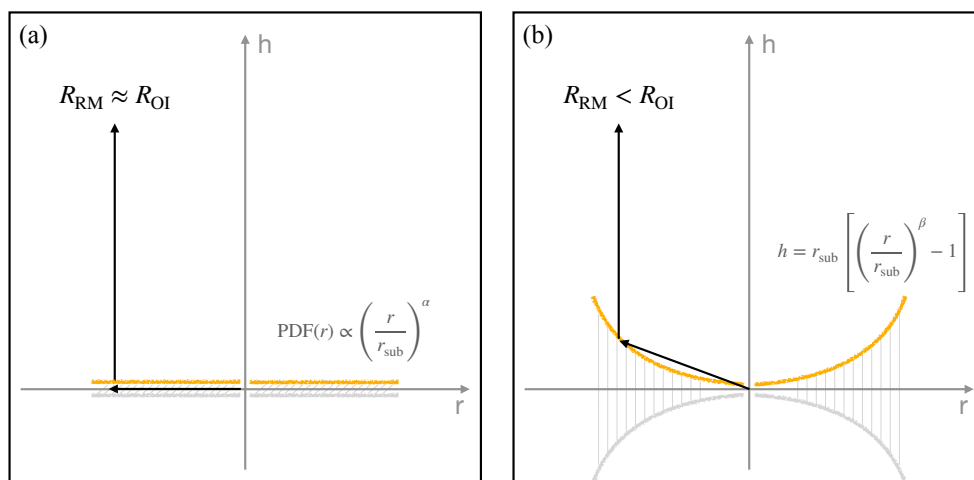 (a)
h
R_RM ≈ R_OI
PDF(r) ∝ (r / r_sub)^α
r
(b)
h
R_RM < R_OI
h = r_sub [(r / r_sub)^β − 1]
r